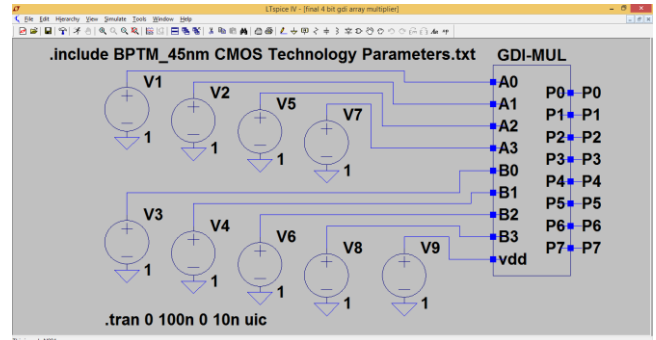 LTspice IV - [final 4 bit gdi array multiplier]
File Edit Hierarchy View Simulate Tools Window Help
.include BPTM_45nm CMOS Technology Parameters.txt GDI-MUL
V1
V2
V5
V7
1
1
1
1
A0
A1
A2
A3
B0
B1
B2
B3
vdd
P0 P0
P1 P1
P2 P2
P3 P3
P4 P4
P5 P5
P6 P6
P7 P7
V3
V4
V6
V8
V9
1
1
1
1
1
.tran 0 100n 0 10n uic